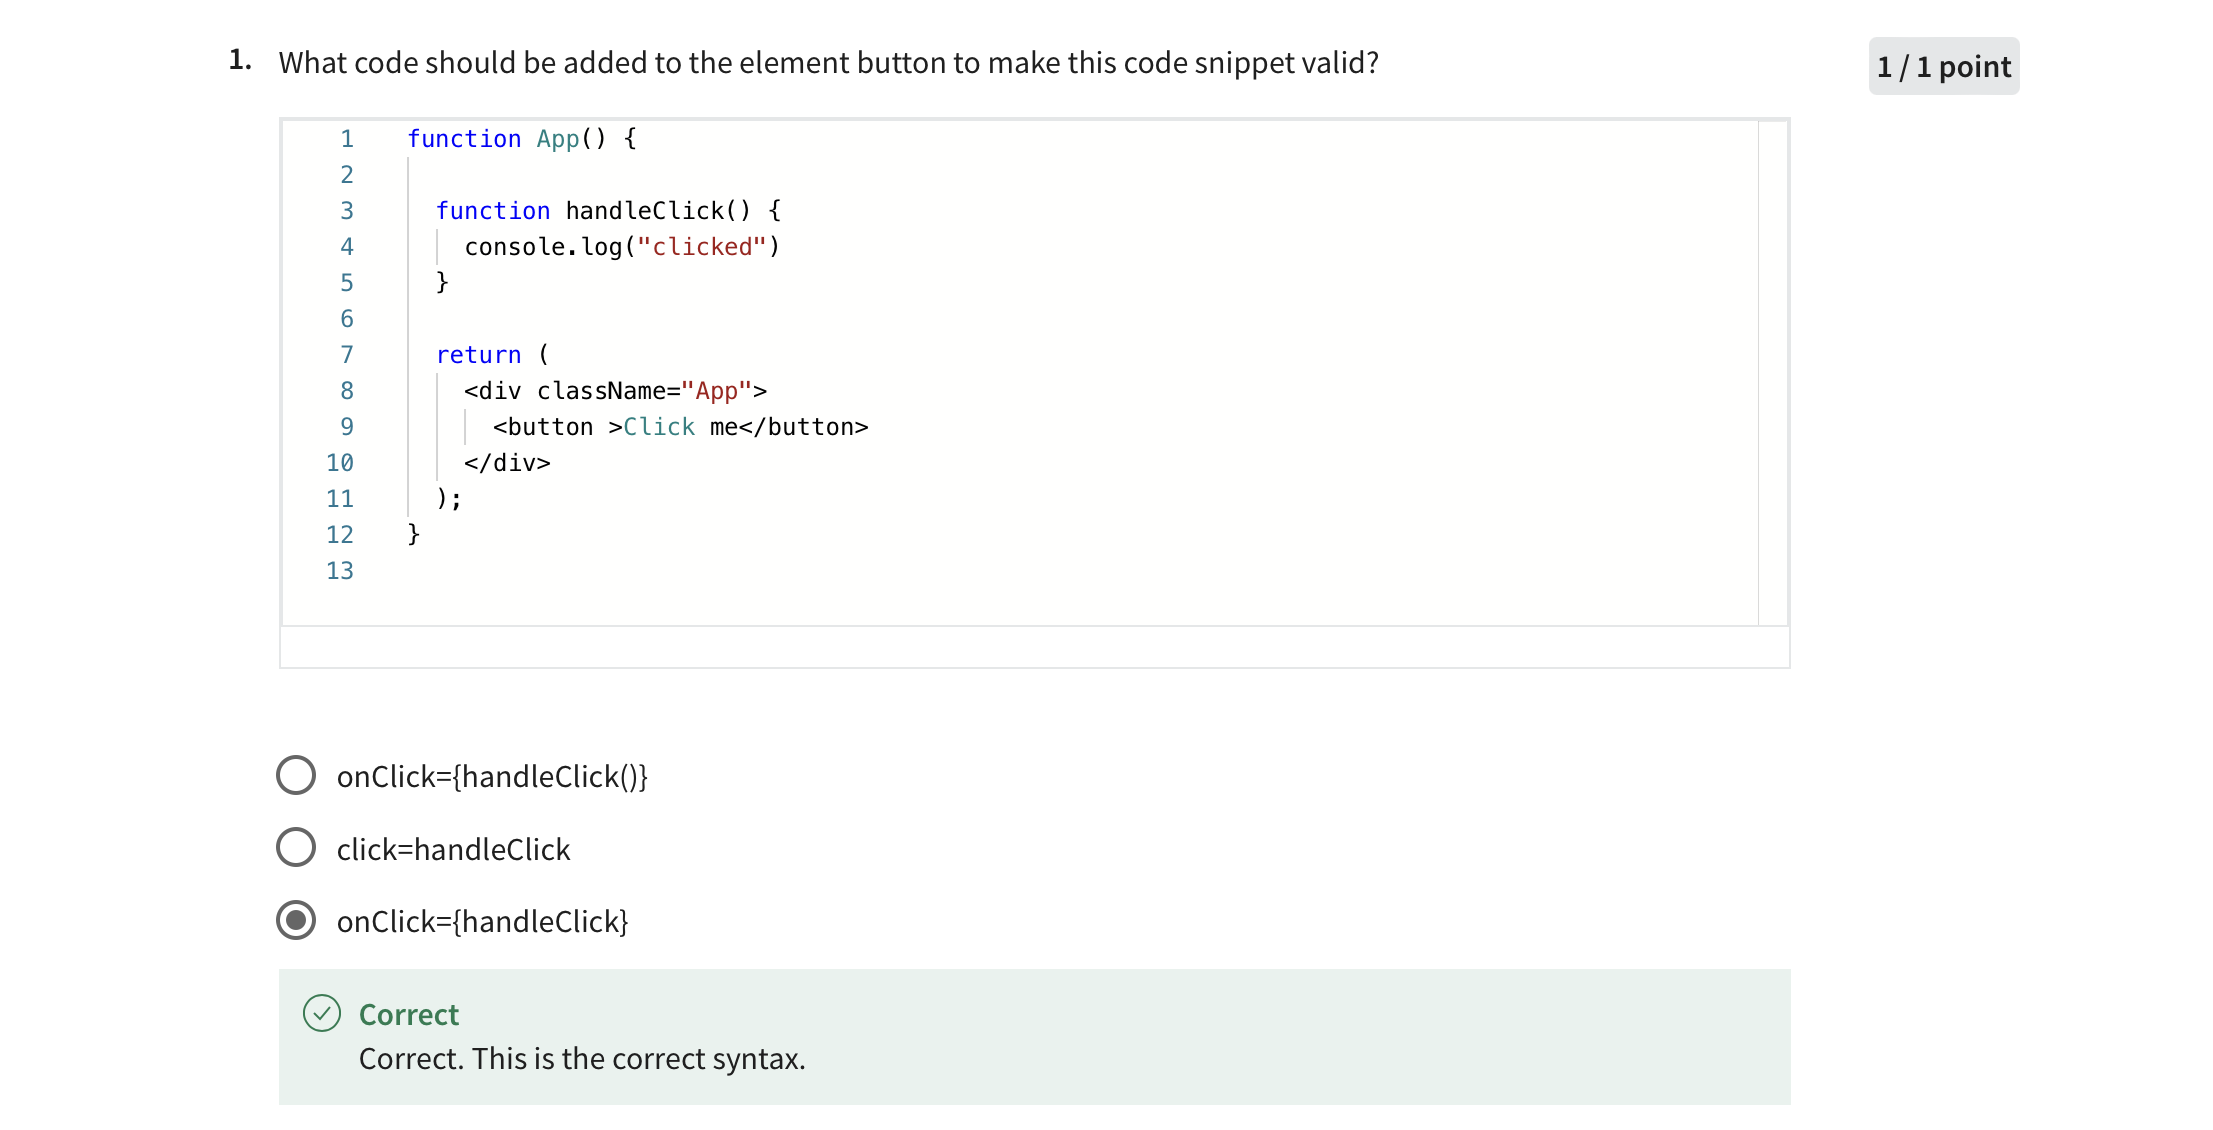 1. What code should be added to the element button to make this code snippet valid?
1 / 1 point
1 function App() {
2
3   function handleClick() {
4     console.log("clicked")
5   }
6
7   return (
8     <div className="App">
9       <button >Click me</button>
10     </div>
11   );
12 }
13
onClick={handleClick()}
click=handleClick
onClick={handleClick}
Correct
Correct. This is the correct syntax.